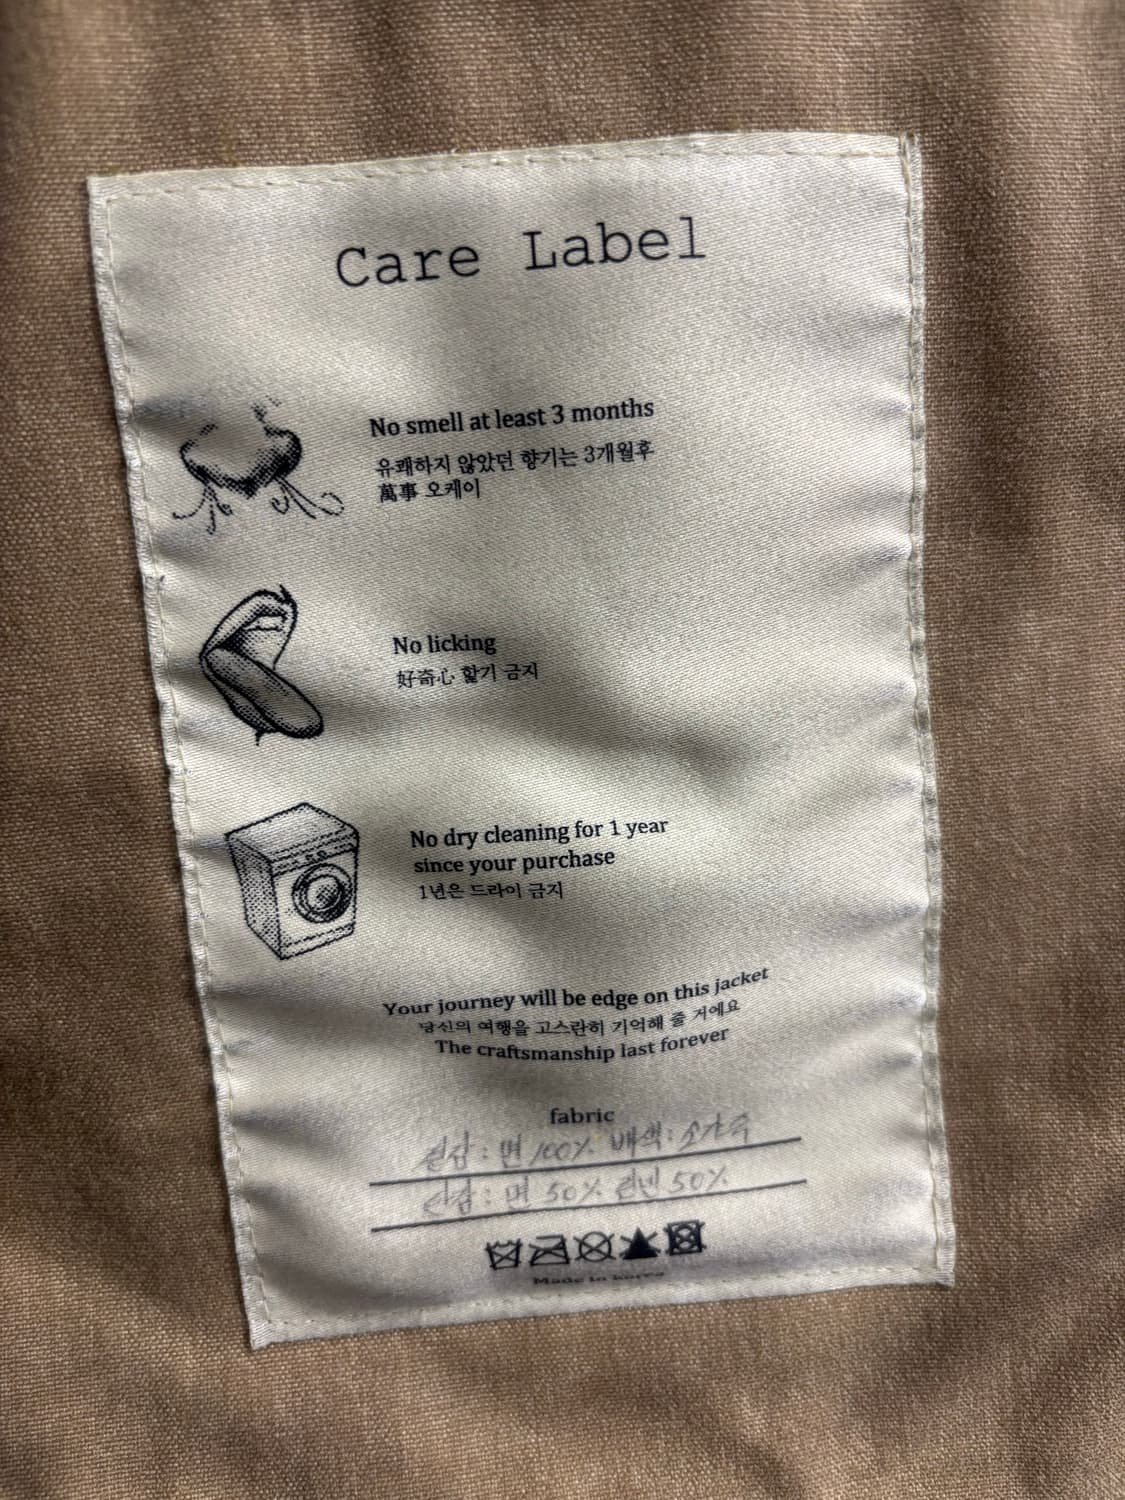 Care Label
No smell at least 3 months
유쾌하지 않았던 향기는 3개월후
萬事 오케이
No licking
好奇心 핥기 금지
No dry cleaning for 1 year
since your purchase
1년은 드라이 금지
Your journey will be edge on this jacket
당신의 여행을 고스란히 기억해 줄 거에요
The craftsmanship last forever
fabric
겉감 : 면 100% 배색 : 소가죽
안감 : 면 50% 린넨 50%
Made in Korea